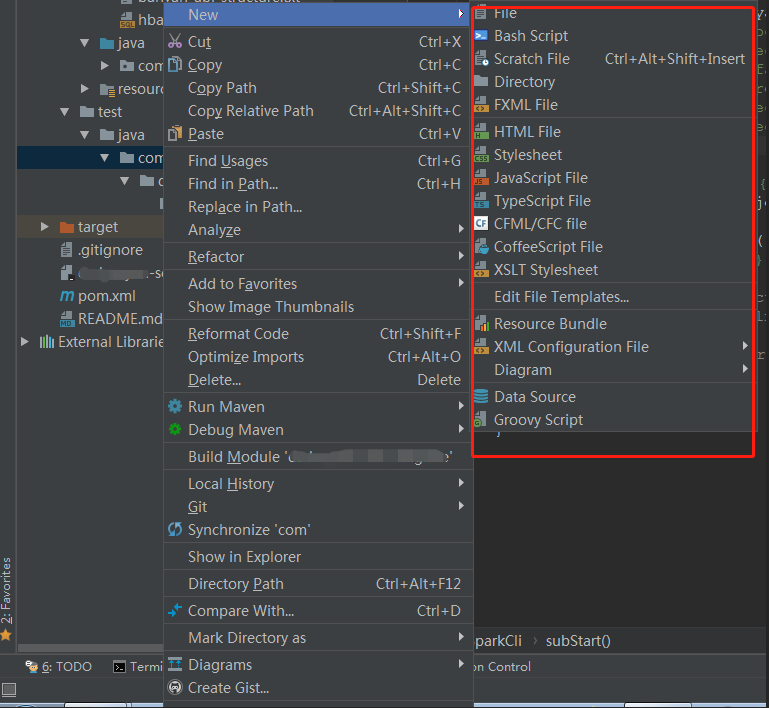 hba
java
com
resourc
test
java
com
target
.gitignore
pom.xml
README.md
External Librarie
2: Favorites
6: TODO
Termi
New
Cut Ctrl+X
Copy Ctrl+C
Copy Path Ctrl+Shift+C
Copy Relative Path Ctrl+Alt+Shift+C
Paste Ctrl+V
Find Usages Ctrl+G
Find in Path... Ctrl+H
Replace in Path...
Analyze
Refactor
Add to Favorites
Show Image Thumbnails
Reformat Code Ctrl+Shift+F
Optimize Imports Ctrl+Alt+O
Delete... Delete
Run Maven
Debug Maven
Build Module '
Local History
Git
Synchronize 'com'
Show in Explorer
Directory Path Ctrl+Alt+F12
Compare With... Ctrl+D
Mark Directory as
Diagrams
Create Gist...
File
Bash Script
Scratch File Ctrl+Alt+Shift+Insert
Directory
FXML File
HTML File
Stylesheet
JavaScript File
TypeScript File
CFML/CFC file
CoffeeScript File
XSLT Stylesheet
Edit File Templates...
Resource Bundle
XML Configuration File
Diagram
Data Source
Groovy Script
parkCli › subStart()
on Control